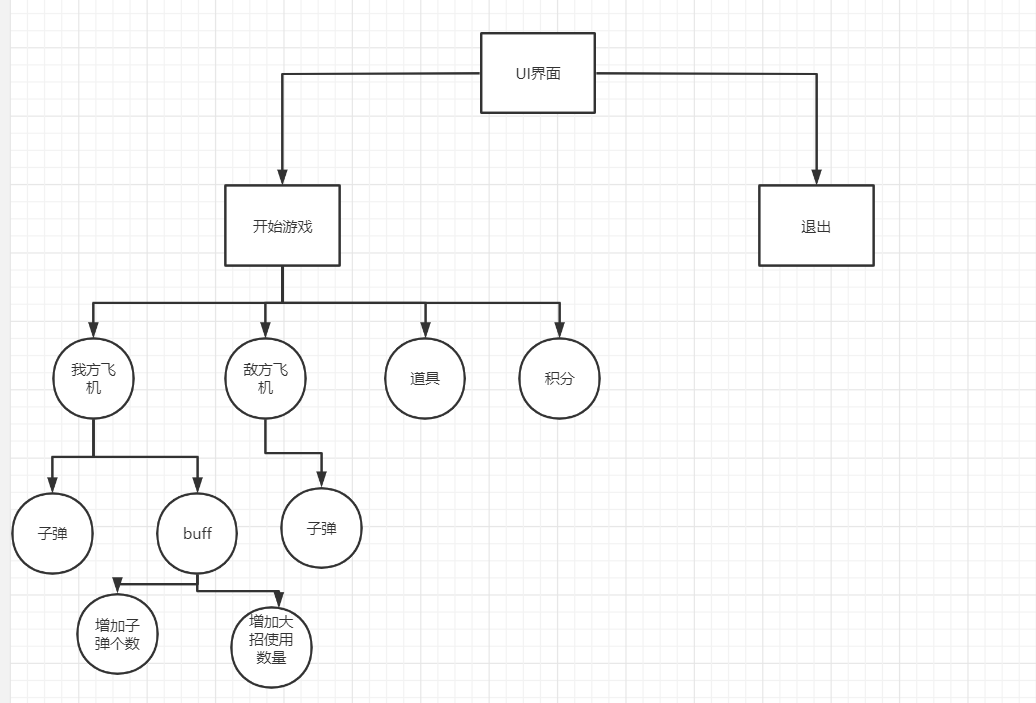 UI界面
开始游戏
退出
我方飞
机
敌方飞
机
道具
积分
子弹
buff
子弹
增加子
弹个数
增加大
招使用
数量